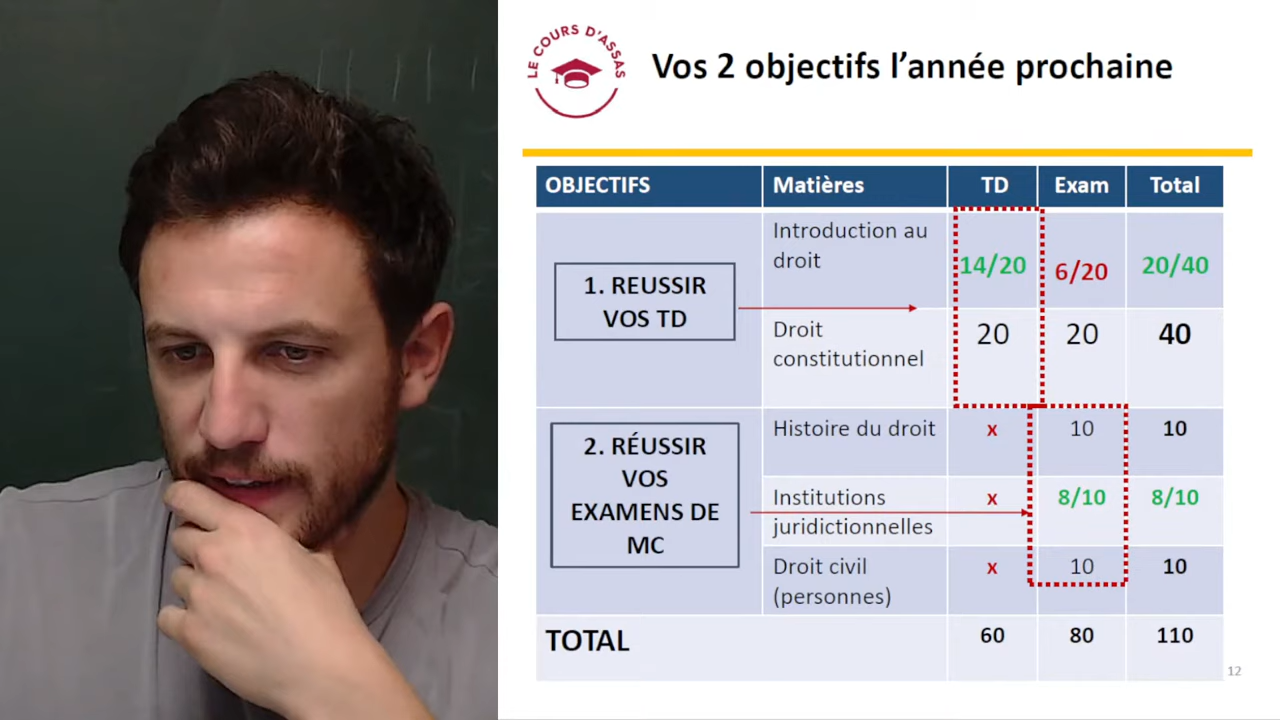 LE COURS D'ASSAS
Vos 2 objectifs l'année prochaine
OBJECTIFS
Matières
TD
Exam
Total
1. REUSSIR
VOS TD
Introduction au
droit
14/20
6/20
20/40
Droit
constitutionnel
20
20
40
2. RÉUSSIR
VOS
EXAMENS DE
MC
Histoire du droit
x
10
10
Institutions
juridictionnelles
x
8/10
8/10
Droit civil
(personnes)
x
10
10
TOTAL
60
80
110
12